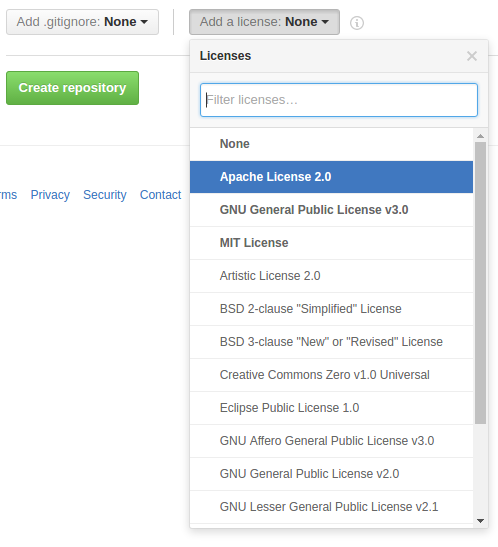 Add .gitignore: None
Add a license: None
Licenses
Filter licenses…
Create repository
None
Apache License 2.0
rms Privacy Security Contact
GNU General Public License v3.0
MIT License
Artistic License 2.0
BSD 2-clause "Simplified" License
BSD 3-clause "New" or "Revised" License
Creative Commons Zero v1.0 Universal
Eclipse Public License 1.0
GNU Affero General Public License v3.0
GNU General Public License v2.0
GNU Lesser General Public License v2.1